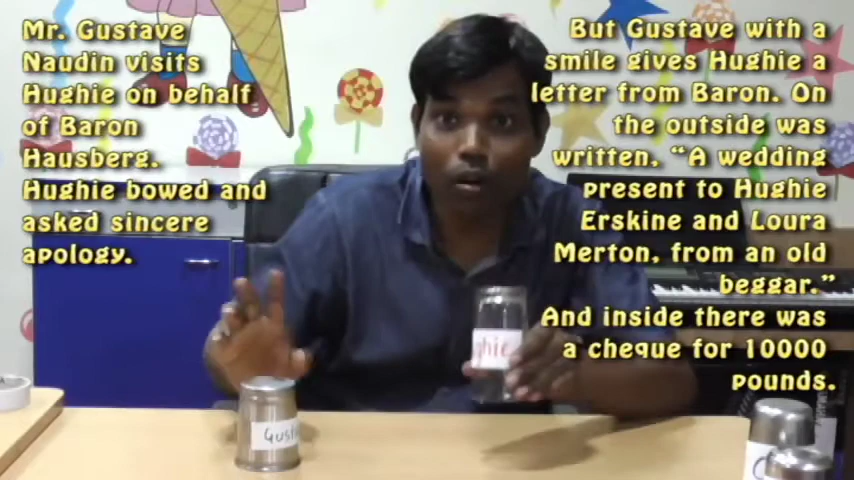 Mr. Gustave
Naudin visits
Hughie on behalf
of Baron
Hausberg.
Hughie bowed and
asked sincere
apology.
But Gustave with a
smile gives Hughie a
letter from Baron. On
the outside was
written, "A wedding
present to Hughie
Erskine and Loura
Merton, from an old
beggar."
And inside there was
a cheque for 10000
pounds.
ghie
Gust